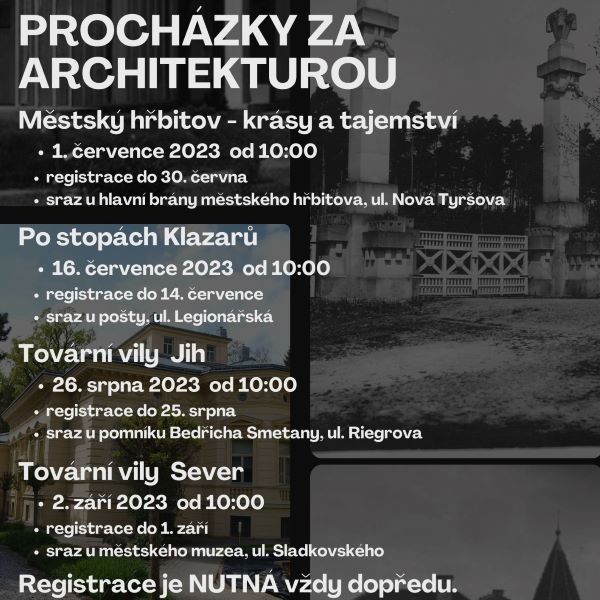 PROCHÁZKY ZA
ARCHITEKTUROU
Městský hřbitov - krásy a tajemství
• 1. července 2023 od 10:00
• registrace do 30. června
• sraz u hlavní brány městského hřbitova, ul. Nová Tyršova
Po stopách Klazarů
• 16. července 2023 od 10:00
• registrace do 14. července
• sraz u pošty, ul. Legionářská
Tovární vily Jih
• 26. srpna 2023 od 10:00
• registrace do 25. srpna
• sraz u pomníku Bedřicha Smetany, ul. Riegrova
Tovární vily Sever
• 2. září 2023 od 10:00
• registrace do 1. září
• sraz u městského muzea, ul. Sladkovského
Registrace je NUTNÁ vždy dopředu.